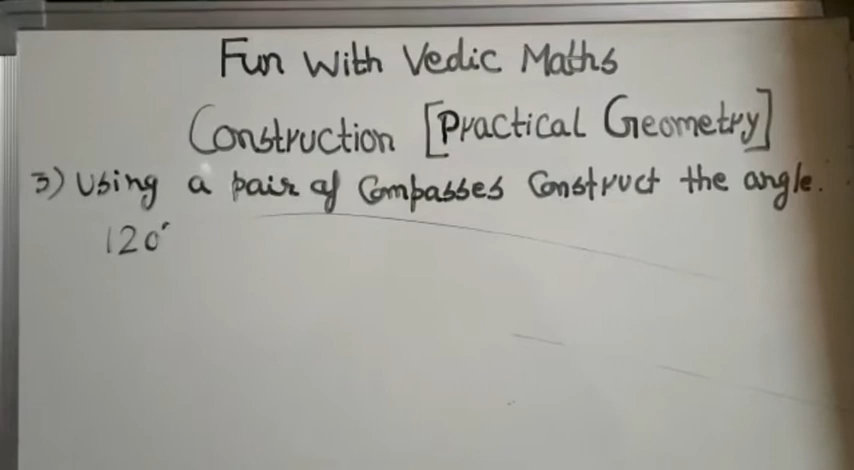 Fun With Vedic Maths
Construction [Practical Geometry]
3) Using a pair of Compasses Construct the angle.
120°